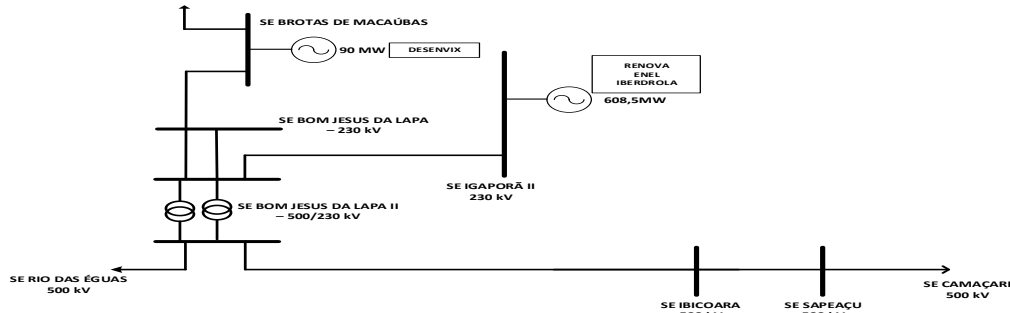 SE BROTAS DE MACAÚBAS
90 MW
DESENVIX
RENOVA
ENEL
IBERDROLA
608,5MW
SE BOM JESUS DA LAPA
– 230 kV
SE IGAPORÃ II
230 kV
SE BOM JESUS DA LAPA II
– 500/230 kV
SE RIO DAS ÉGUAS
500 kV
SE IBICOARA
SE SAPEAÇU
SE CAMAÇARI
500 kV